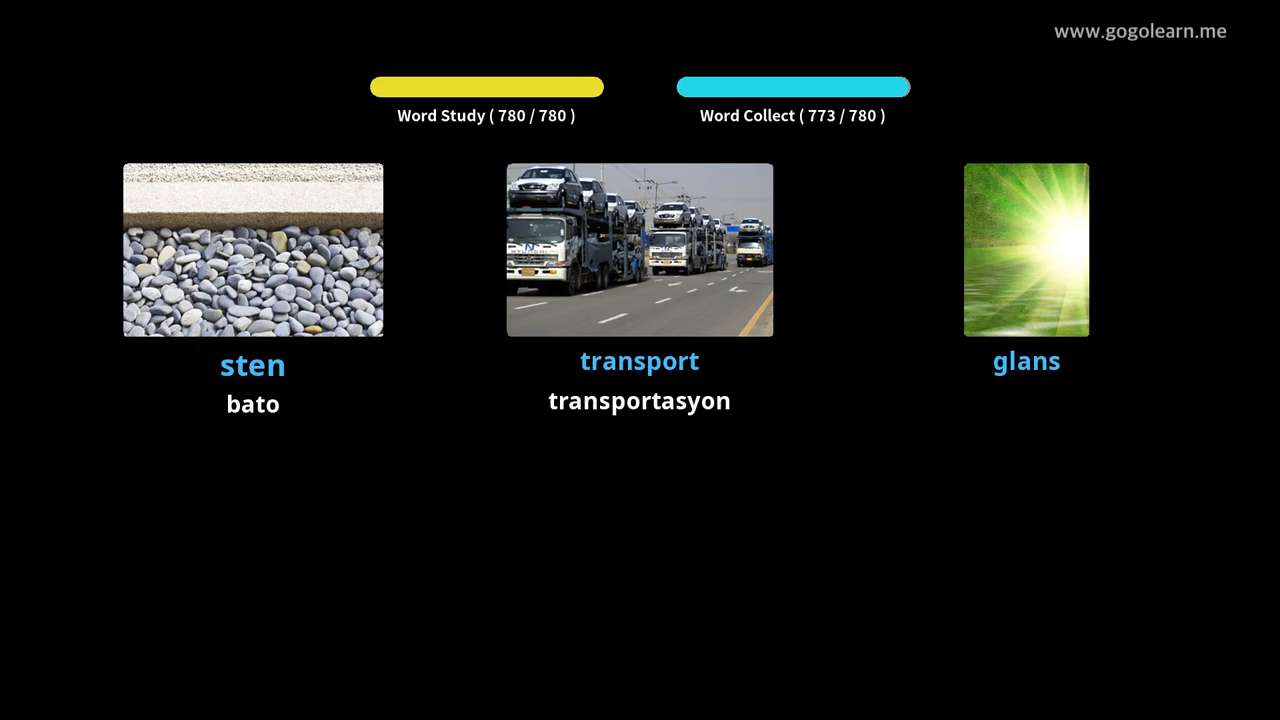 www.gogolearn.me
Word Study ( 780 / 780 )
Word Collect ( 773 / 780 )
sten
transport
glans
bato
transportasyon